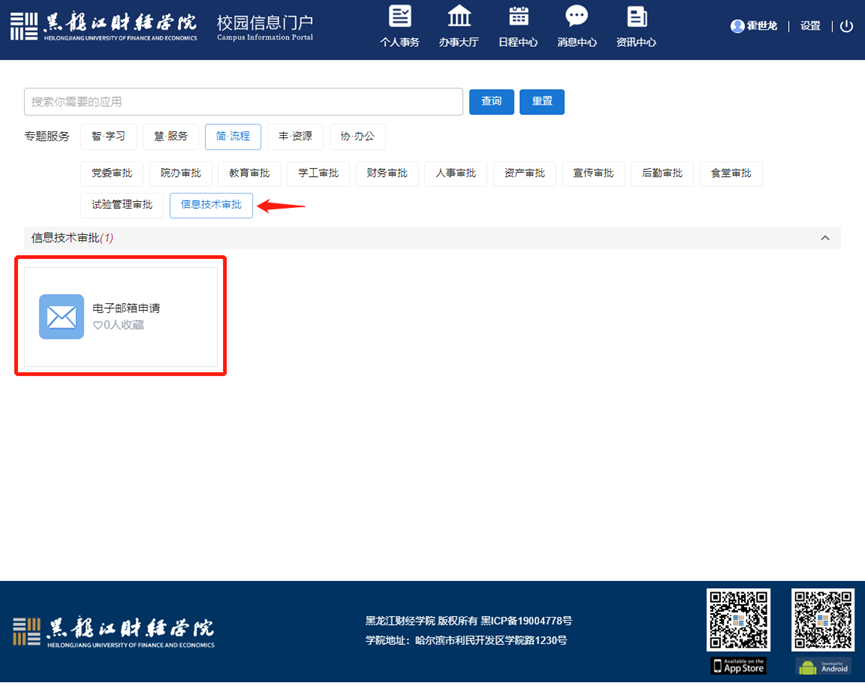 黑龍江财经学院
HEILONGJIANG UNIVERSITY OF FINANCE AND ECONOMICS
校园信息门户
Campus Information Portal
个人事务 办事大厅 日程中心 消息中心 资讯中心
霍世龙 | 设置 |
搜索你需要的应用
查询 重置
专题服务 智·学习 慧·服务 简·流程 丰·资源 协·办公
党委审批 院办审批 教育审批 学工审批 财务审批 人事审批 资产审批 宣传审批 后勤审批 食堂审批
试验管理审批 信息技术审批
信息技术审批(1)
电子邮箱申请
♡0人收藏
黑龍江财经学院
HEILONGJIANG UNIVERSITY OF FINANCE AND ECONOMICS
黑龙江财经学院 版权所有 黑ICP备19004778号
学院地址：哈尔滨市利民开发区学院路1230号
Available on the
App Store
Download for
Android